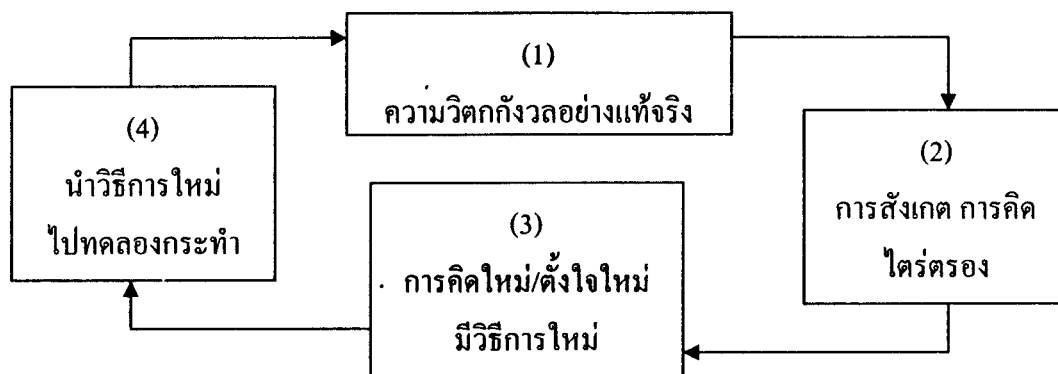 (1)
ความวิตกกังวลอย่างแท้จริง
(2)
การสังเกต การคิด
ไตร่ตรอง
(3)
การคิดใหม่/ตั้งใจใหม่
มีวิธีการใหม่
(4)
นำวิธีการใหม่
ไปทดลองกระทำ